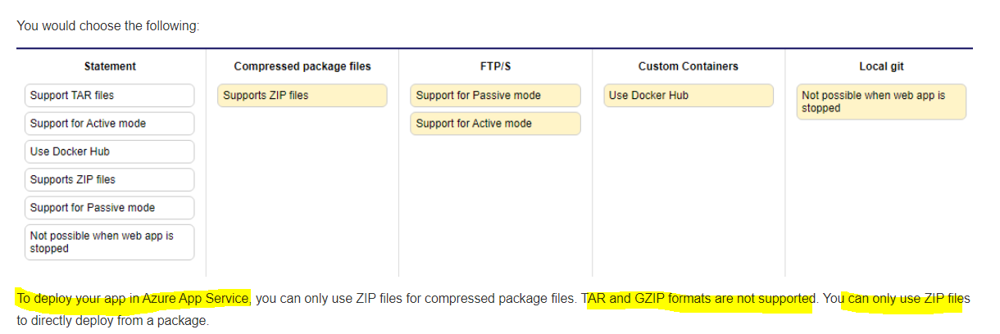 You would choose the following:
Statement
Support TAR files
Support for Active mode
Use Docker Hub
Supports ZIP files
Support for Passive mode
Not possible when web app is
stopped
Compressed package files
Supports ZIP files
FTP/S
Support for Passive mode
Support for Active mode
Custom Containers
Use Docker Hub
Local git
Not possible when web app is
stopped
To deploy your app in Azure App Service, you can only use ZIP files for compressed package files. TAR and GZIP formats are not supported. You can only use ZIP files
to directly deploy from a package.